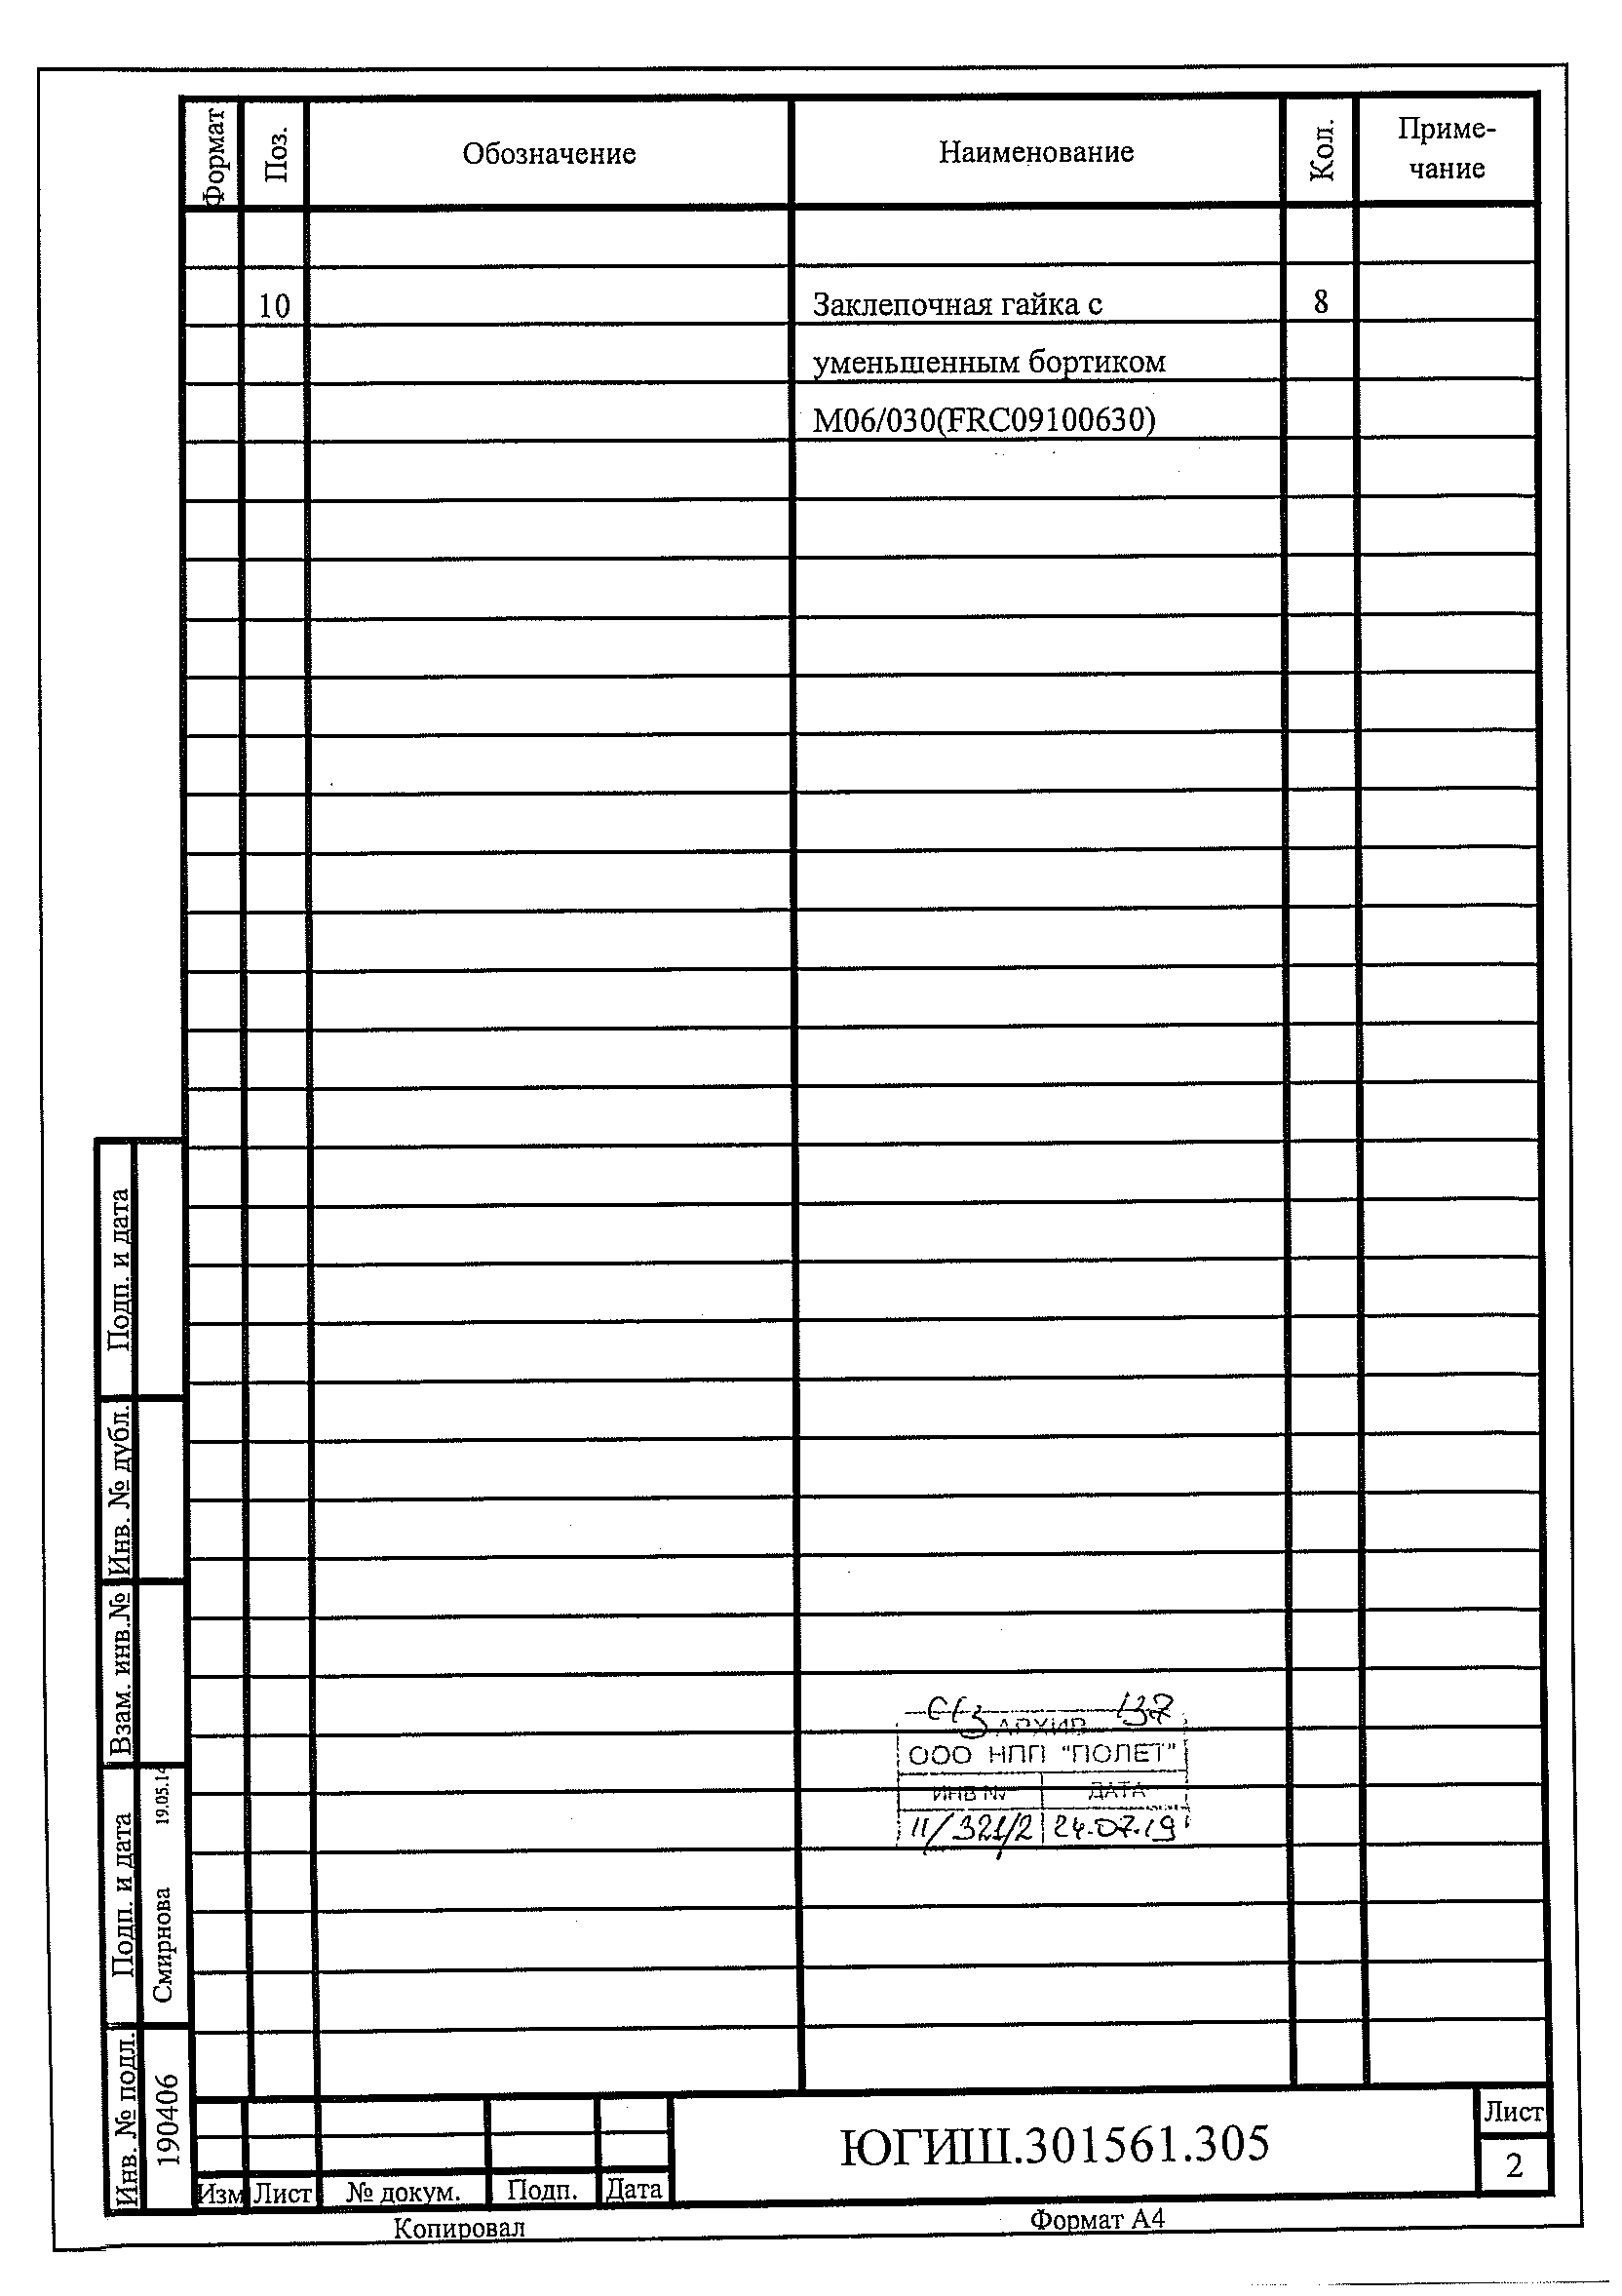 Формат
Поз.
Обозначение
Наименование
Кол.
Приме-
чание
10
Заклепочная гайка с
8
уменьшенным бортиком
М06/030(FRC09100630)
Подп. и дата
Инв. № дубл.
Взам. инв.№
Подп. и дата
Смирнова 19.05.14
Инв. № подл.
190406
АРХИВ 137
ООО НПП "ПОЛЕТ"
ИНВ № ДАТА
11/321/2 24.07.19
Изм Лист № докум. Подп. Дата
ЮГИШ.301561.305
Лист
2
Копировал
Формат А4